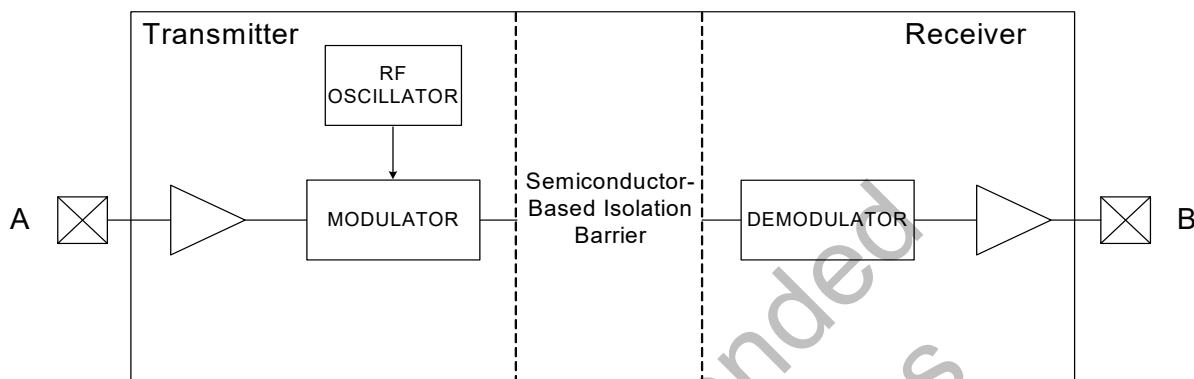 Transmitter
Receiver
RF
OSCILLATOR
A
MODULATOR
Semiconductor-
Based Isolation
Barrier
DEMODULATOR
B